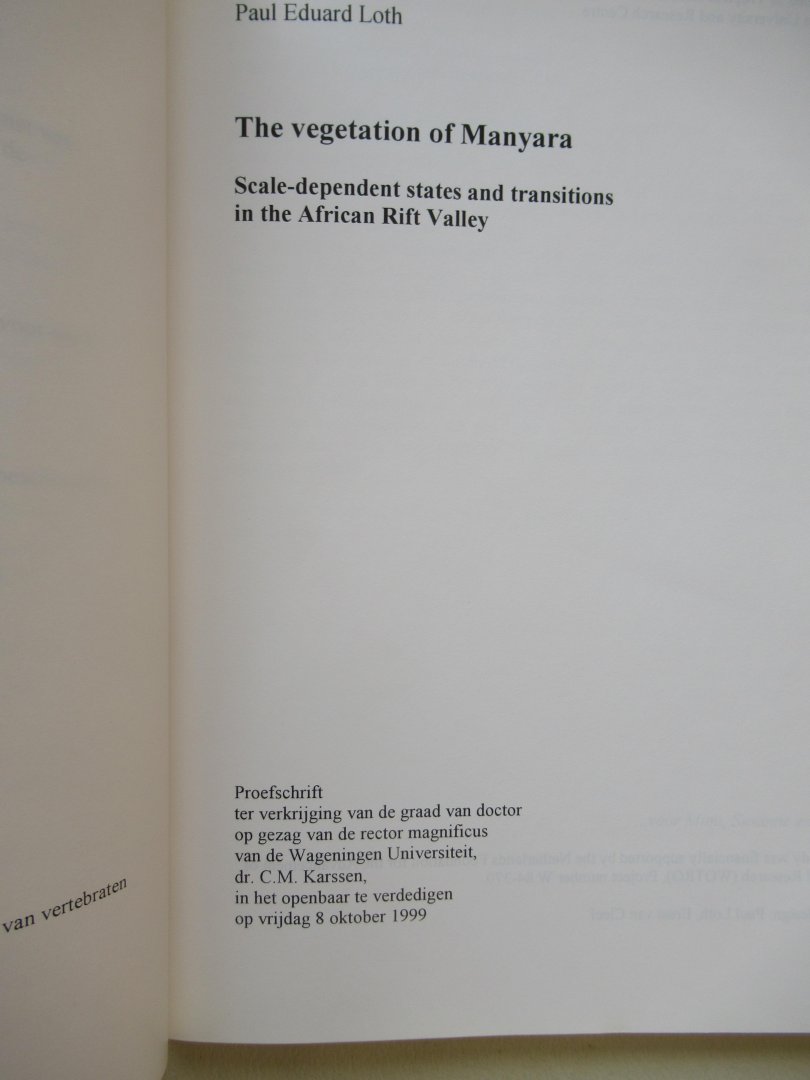 Paul Eduard Loth
The vegetation of Manyara
Scale-dependent states and transitions
in the African Rift Valley
Proefschrift
ter verkrijging van de graad van doctor
op gezag van de rector magnificus
van de Wageningen Universiteit,
dr. C.M. Karssen,
in het openbaar te verdedigen
op vrijdag 8 oktober 1999
van vertebraten